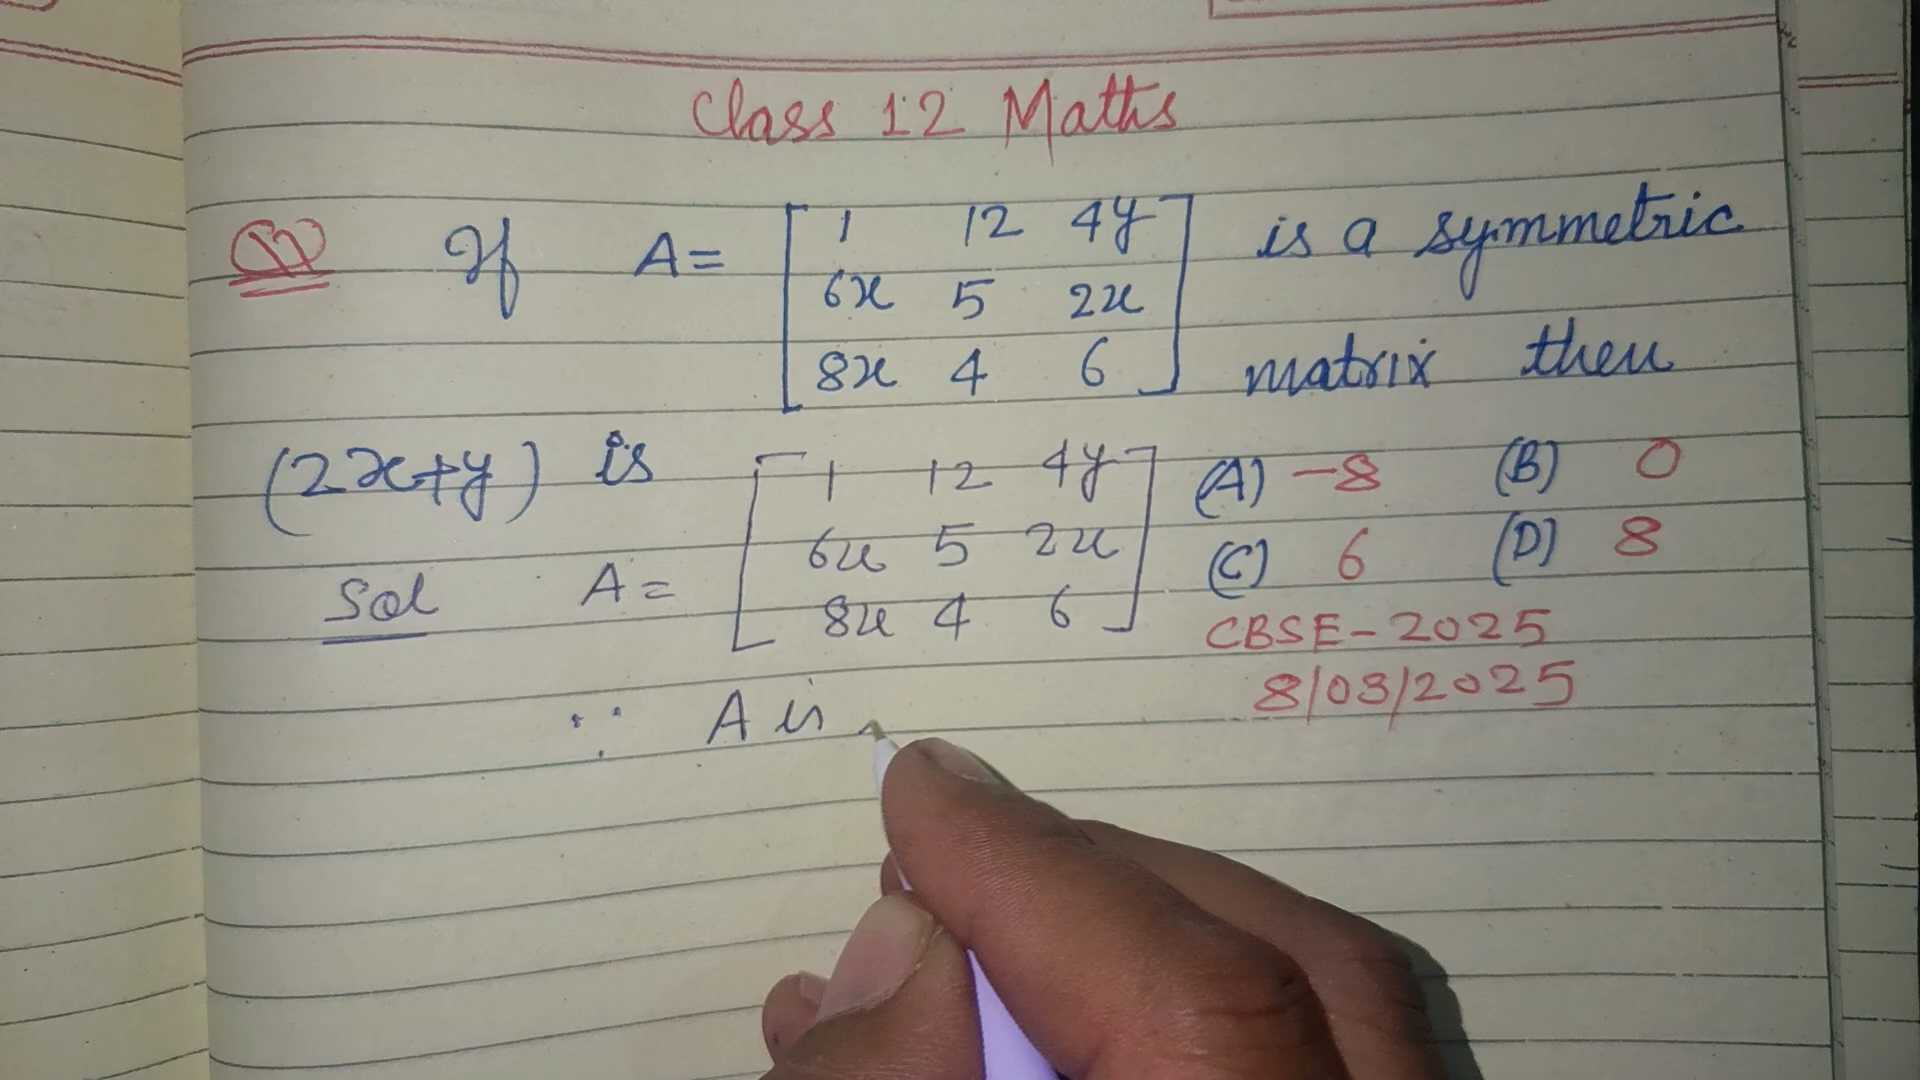 Class 12 Maths
Q) If A = [ 1 12 4y is a symmetric
6x 5 2x
8x 4 6 ] matrix then
(2x+y) is
(A) -8 (B) 0
(C) 6 (D) 8
CBSE-2025
8/03/2025
Sol A = [ 1 12 4y
6x 5 2x
8x 4 6 ]
∵ A is